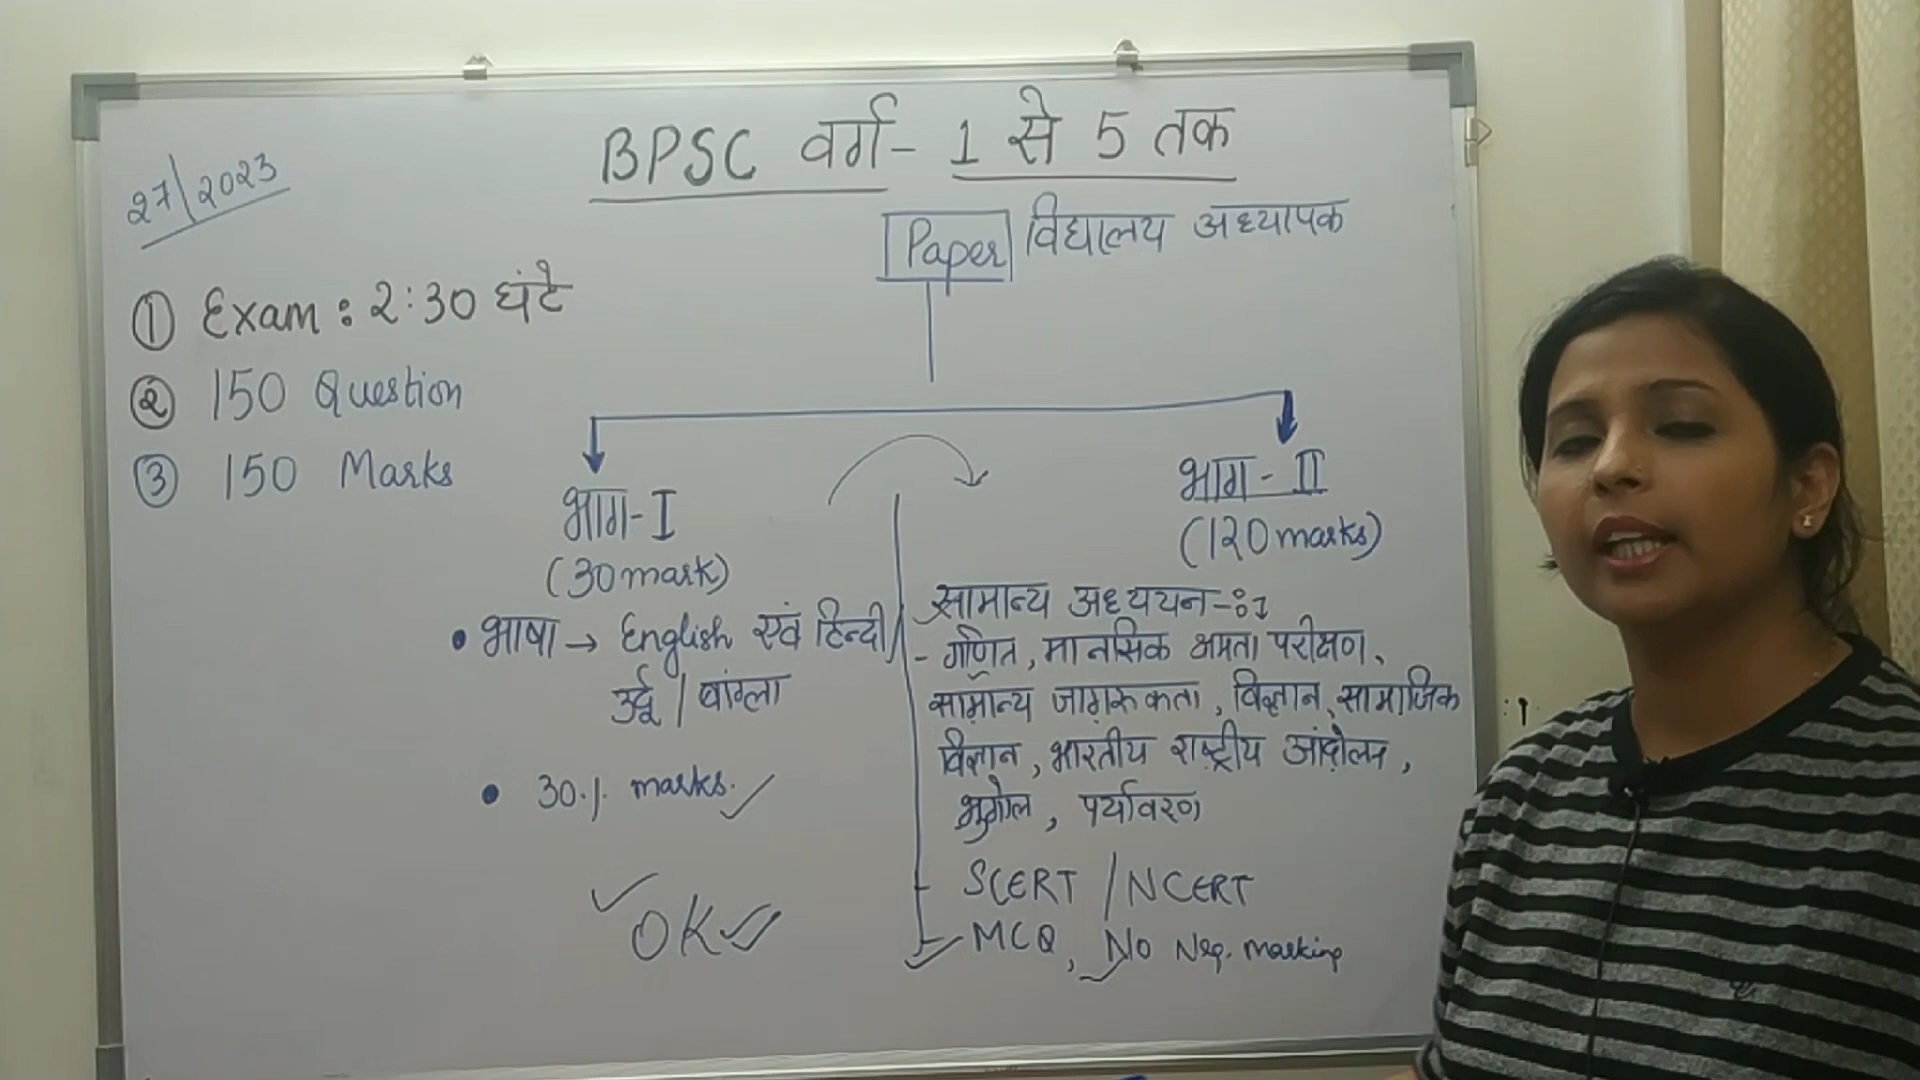 BPSC वर्ग - 1 से 5 तक
27/2023
Paper विद्यालय अध्यापक
① Exam : 2:30 घंटे
② 150 Question
③ 150 Marks
भाग - I
(30 mark)
• भाषा → English एवं हिन्दी /
उर्दू / बांग्ला
• 30% marks. ✓
✓ OK ✓
भाग - II
(120 marks)
सामान्य अध्ययन -:
- गणित, मानसिक क्षमता परीक्षण,
सामान्य जागरूकता, विज्ञान, सामाजिक
विज्ञान, भारतीय राष्ट्रीय आंदोलन,
भुगोल, पर्यावरण
- SCERT / NCERT
- MCQ, No Neg. marking